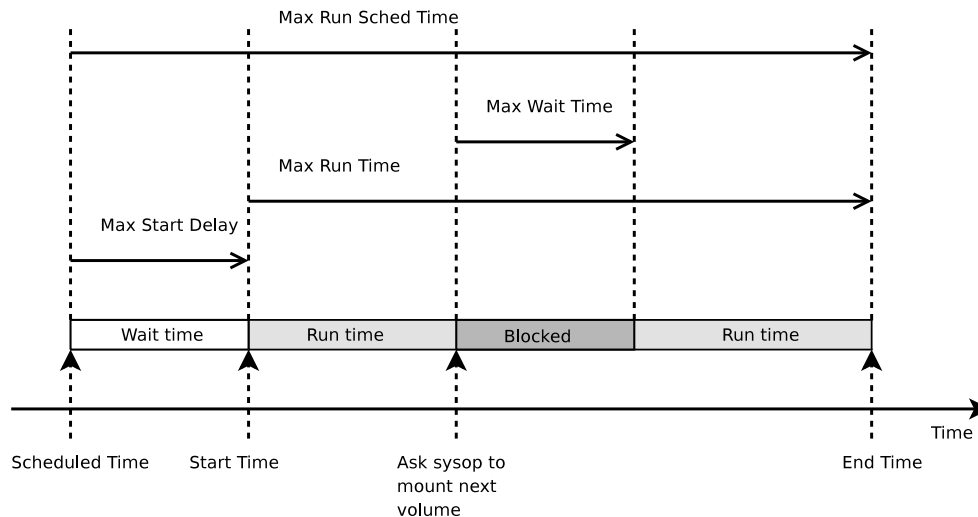 Max Run Sched Time
Max Wait Time
Max Run Time
Max Start Delay
Wait time
Run time
Blocked
Run time
Time
Scheduled Time
Start Time
Ask sysop to
mount next
volume
End Time